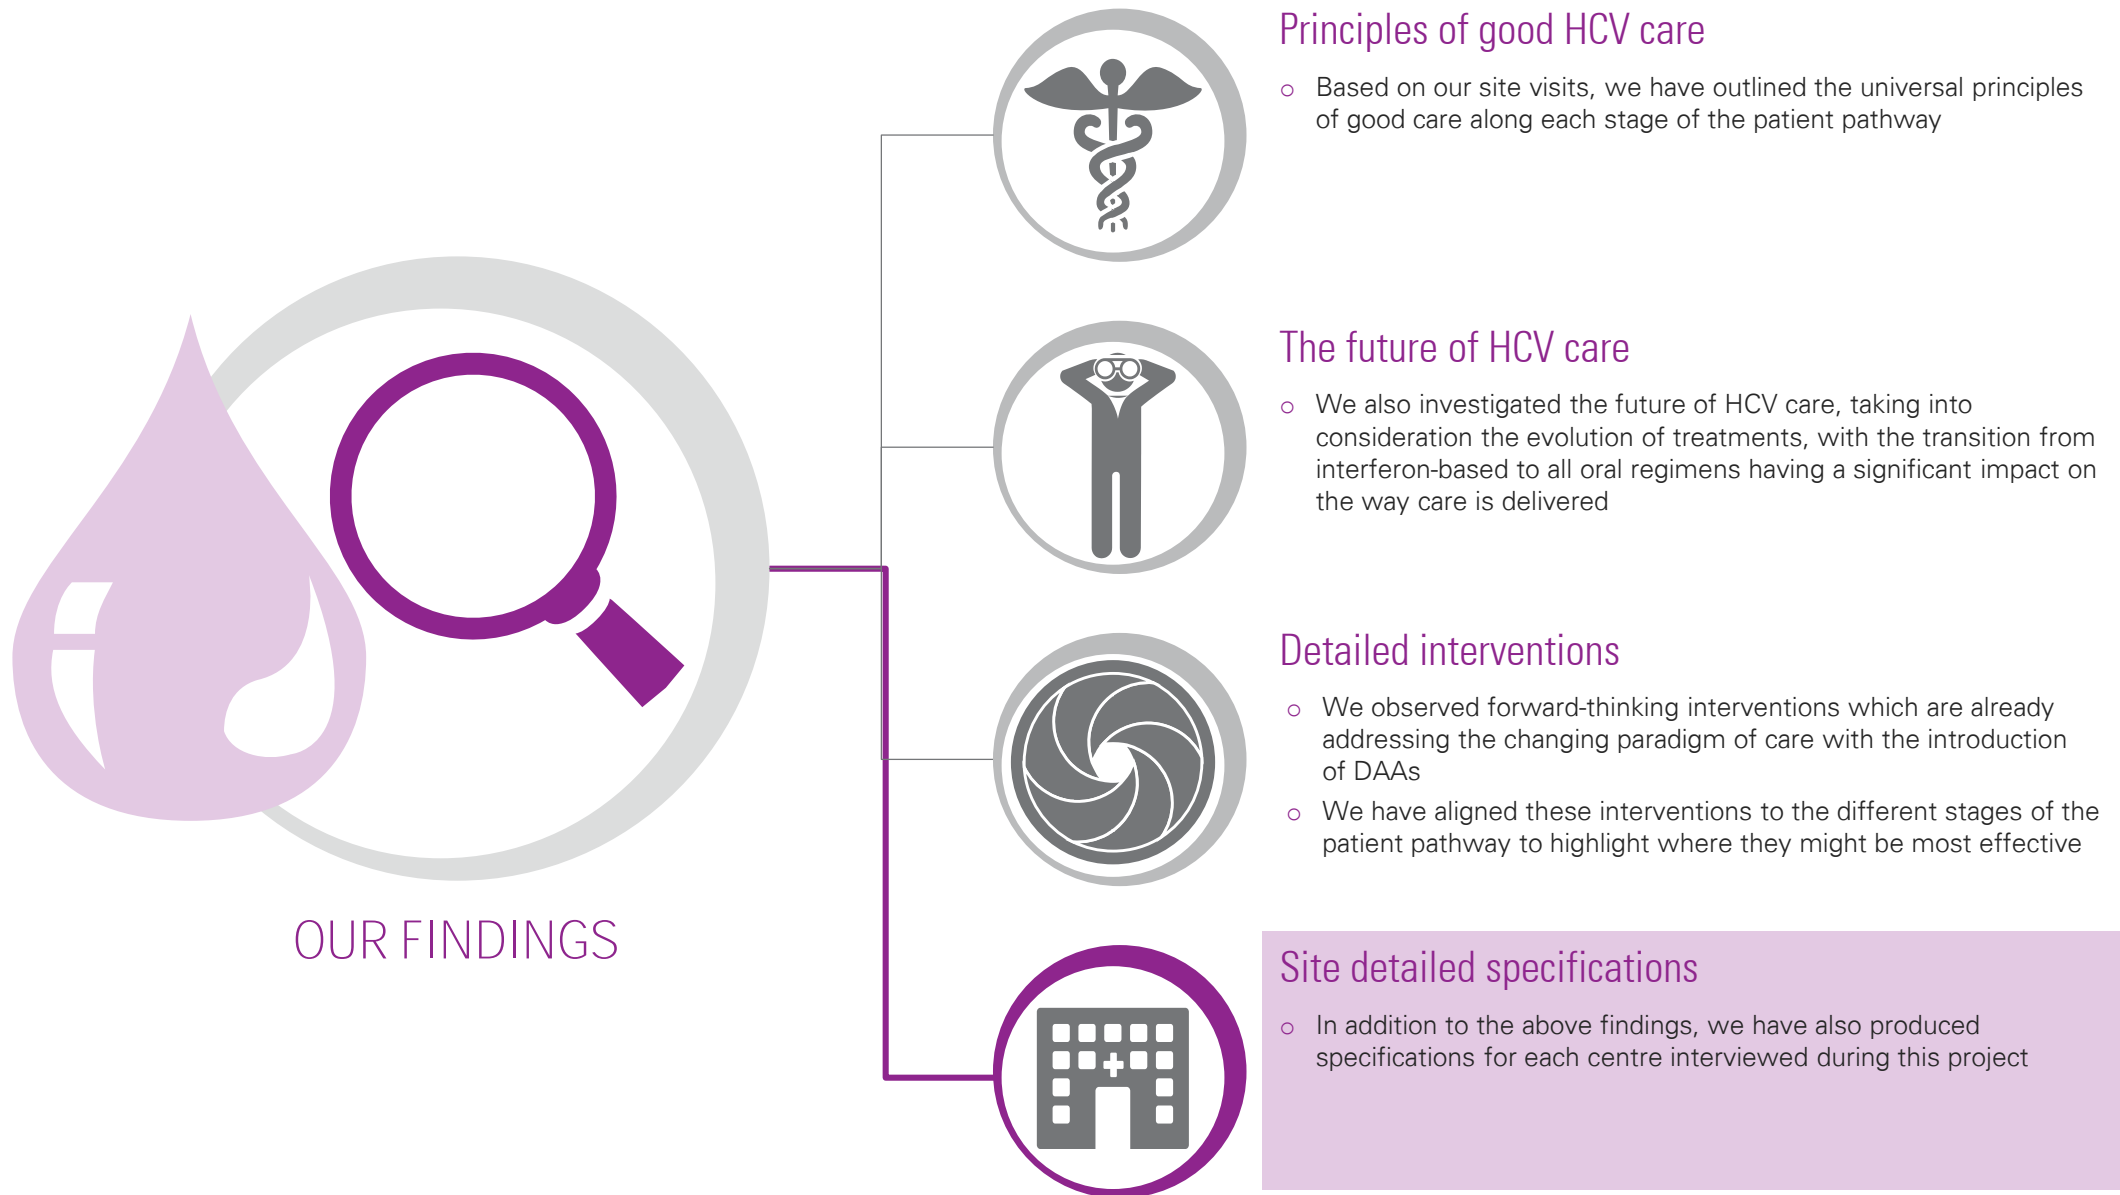 Principles of good HCV care
Based on our site visits, we have outlined the universal principles
of good care along each stage of the patient pathway
The future of HCV care
We also investigated the future of HCV care, taking into
consideration the evolution of treatments, with the transition from
interferon-based to all oral regimens having a significant impact on
the way care is delivered
Detailed interventions
We observed forward-thinking interventions which are already
addressing the changing paradigm of care with the introduction
of DAAs
We have aligned these interventions to the different stages of the
patient pathway to highlight where they might be most effective
OUR FINDINGS
Site detailed specifications
In addition to the above findings, we have also produced
specifications for each centre interviewed during this project